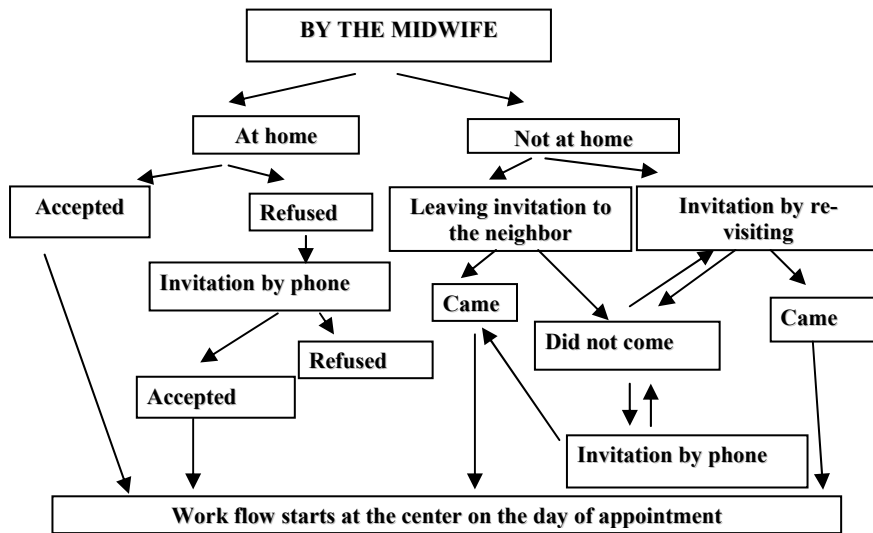 BY THE MIDWIFE
At home
Not at home
Accepted
Refused
Leaving invitation to
the neighbor
Invitation by re-
visiting
Invitation by phone
Came
Came
Did not come
Refused
Accepted
Invitation by phone
Work flow starts at the center on the day of appointment